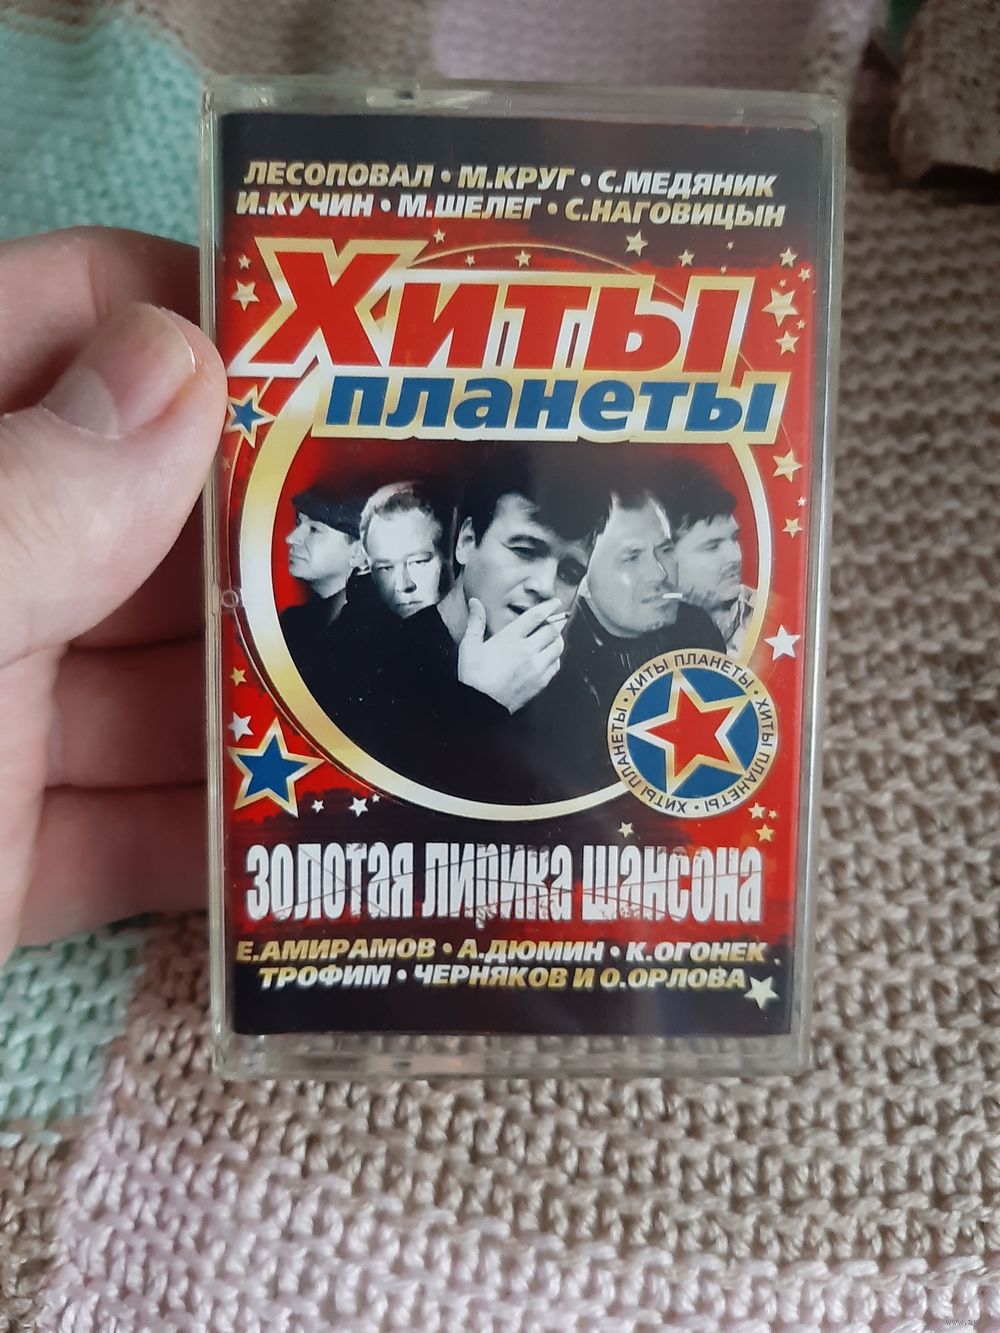 ЛЕСОПОВАЛ • М.КРУГ • С.МЕДЯНИК
И.КУЧИН • М.ШЕЛЕГ • С.НАГОВИЦЫН
Хиты
планеты
ХИТЫ ПЛАНЕТЫ • ХИТЫ ПЛАНЕТЫ • ХИТЫ ПЛАНЕТЫ •
ЗОЛОТАЯ ЛИРИКА ШАНСОНА
Е.АМИРАМОВ • А.ДЮМИН • К.ОГОНЕК
ТРОФИМ • ЧЕРНЯКОВ И О.ОРЛОВА